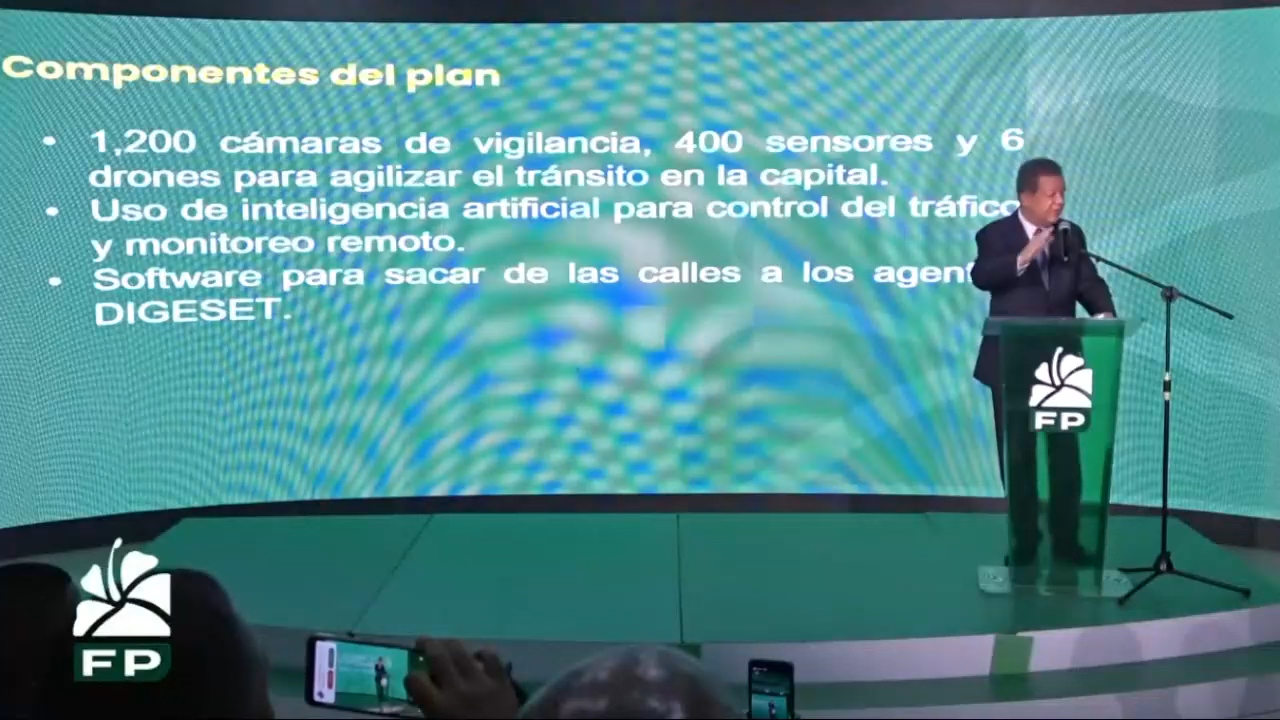 Componentes del plan
• 1,200 cámaras de vigilancia, 400 sensores y 6
drones para agilizar el tránsito en la capital.
• Uso de inteligencia artificial para control del tráfico
y monitoreo remoto.
• Software para sacar de las calles a los
DIGESET.
FP
FP